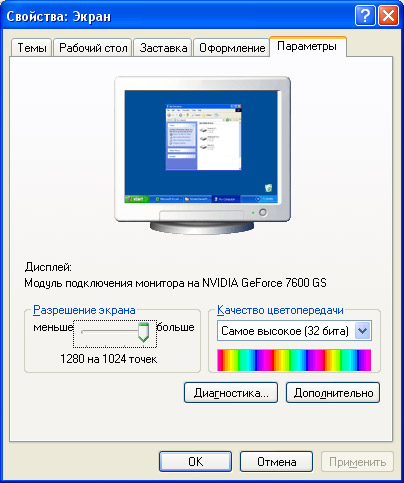 Свойства: Экран
Темы Рабочий стол Заставка Оформление Параметры
Дисплей:
Модуль подключения монитора на NVIDIA GeForce 7600 GS
Разрешение экрана
меньше больше
1280 на 1024 точек
Качество цветопередачи
Самое высокое (32 бита)
Диагностика... Дополнительно
OK Отмена Применить